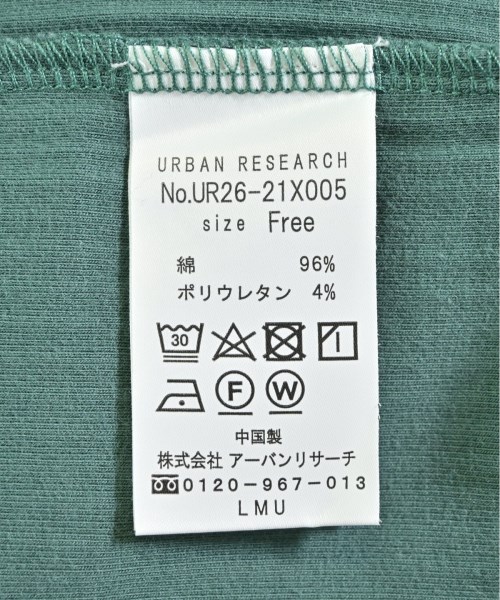 URBAN RESEARCH
No.UR26-21X005
size Free
綿 96%
ポリウレタン 4%
30
F W
中国製
株式会社 アーバンリサーチ
0120-967-013
LMU